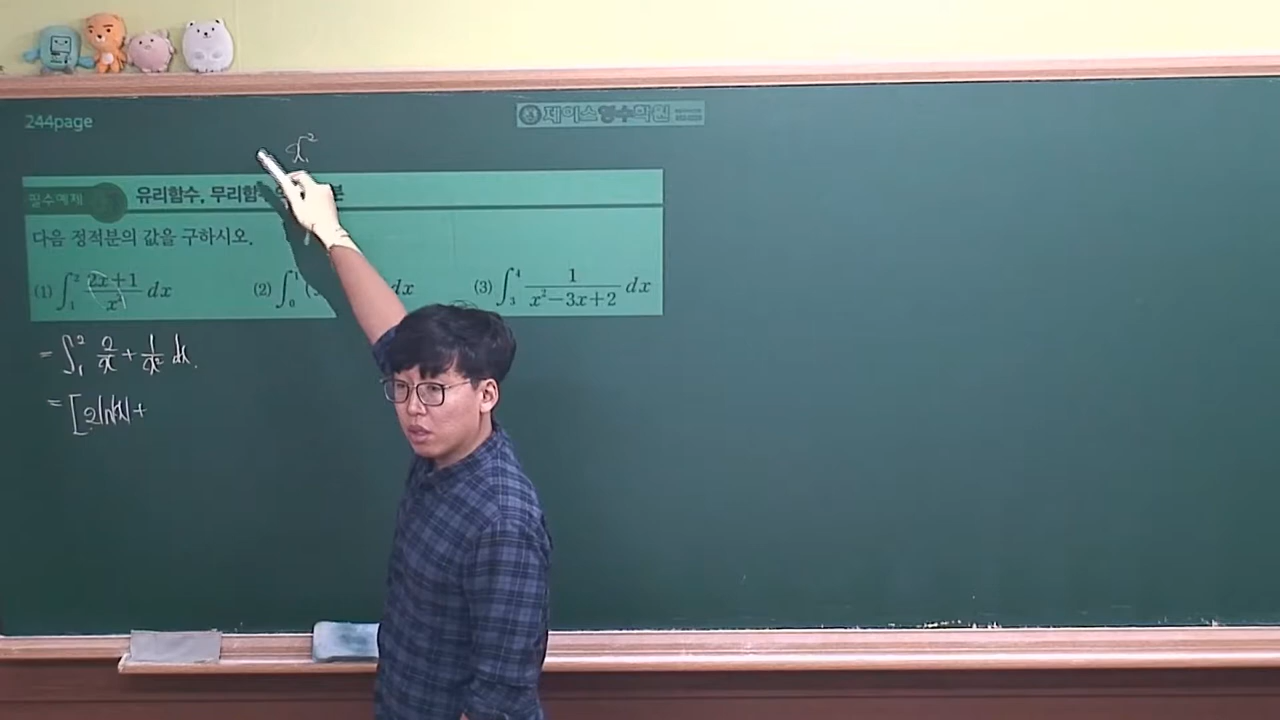 244page
제이스영수학원
x²
필수예제
유리함수, 무리함수 분
다음 정적분의 값을 구하시오.
(1) ∫₁² (2x+1)/x² dx (2) ∫₀¹ ( dx (3) ∫₃⁴ 1/(x²−3x+2) dx
= ∫₁² 2/x + 1/x² dx.
= [2ln|x| +